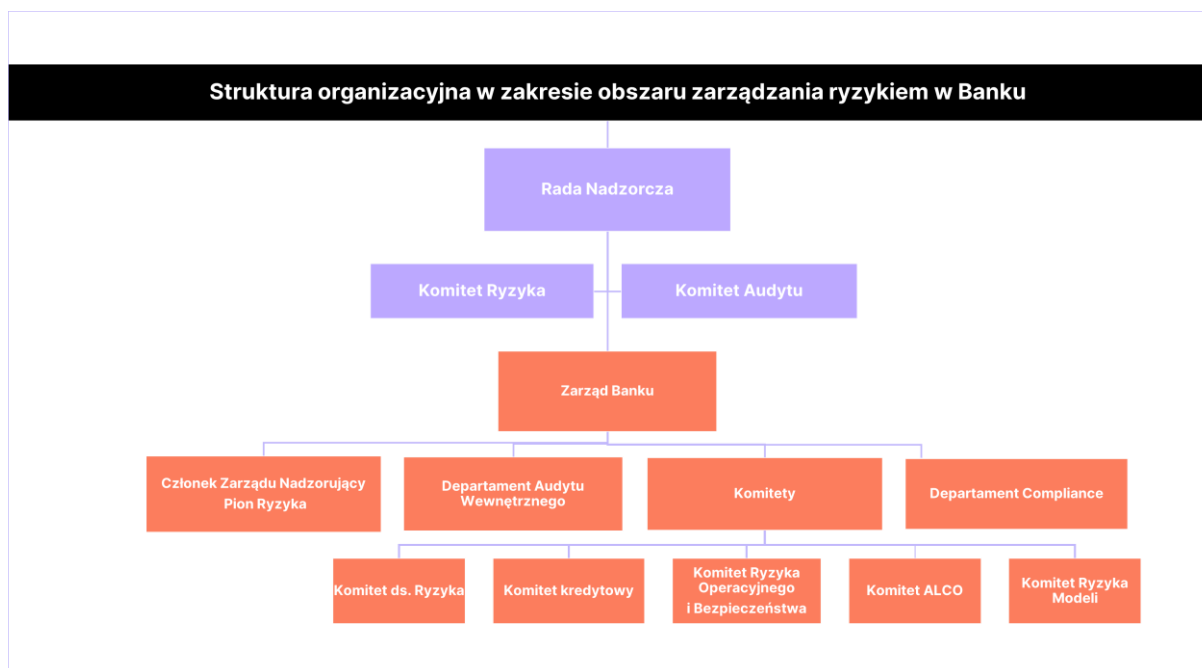 Struktura organizacyjna w zakresie obszaru zarządzania ryzykiem w Banku
Rada Nadzorcza
Komitet Ryzyka
Komitet Audytu
Zarząd Banku
Członek Zarządu Nadzorujący
Pion Ryzyka
Departament Audytu
Wewnętrznego
Komitety
Departament Compliance
Komitet ds. Ryzyka
Komitet kredytowy
Komitet Ryzyka
Operacyjnego
i Bezpieczeństwa
Komitet ALCO
Komitet Ryzyka
Modeli